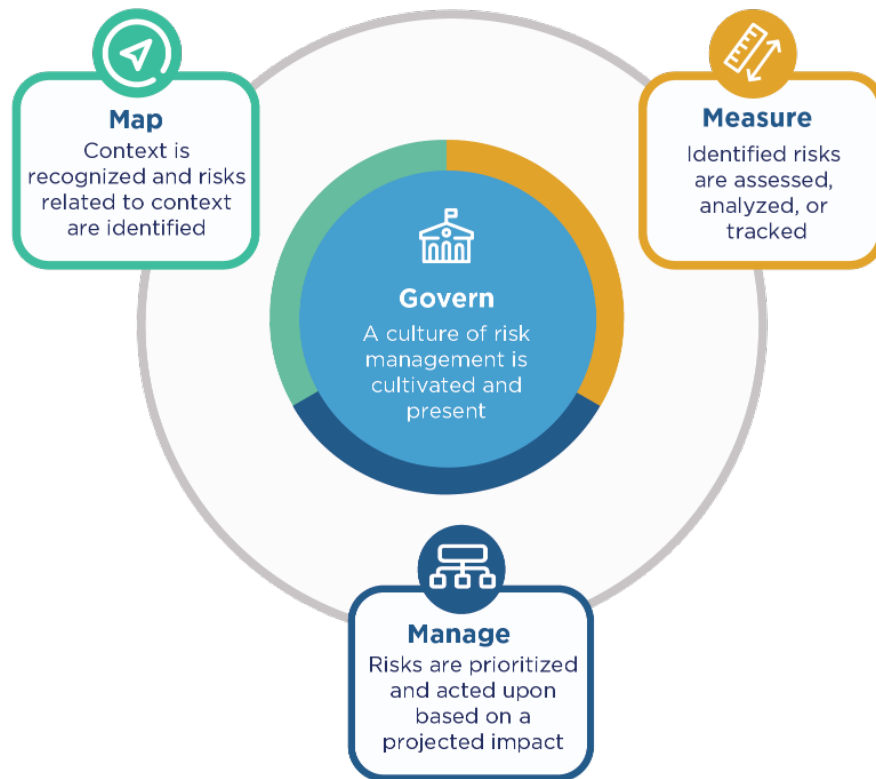 Map
Context is
recognized and risks
related to context
are identified
Measure
Identified risks
are assessed,
analyzed, or
tracked
Govern
A culture of risk
management is
cultivated and
present
Manage
Risks are prioritized
and acted upon
based on a
projected impact